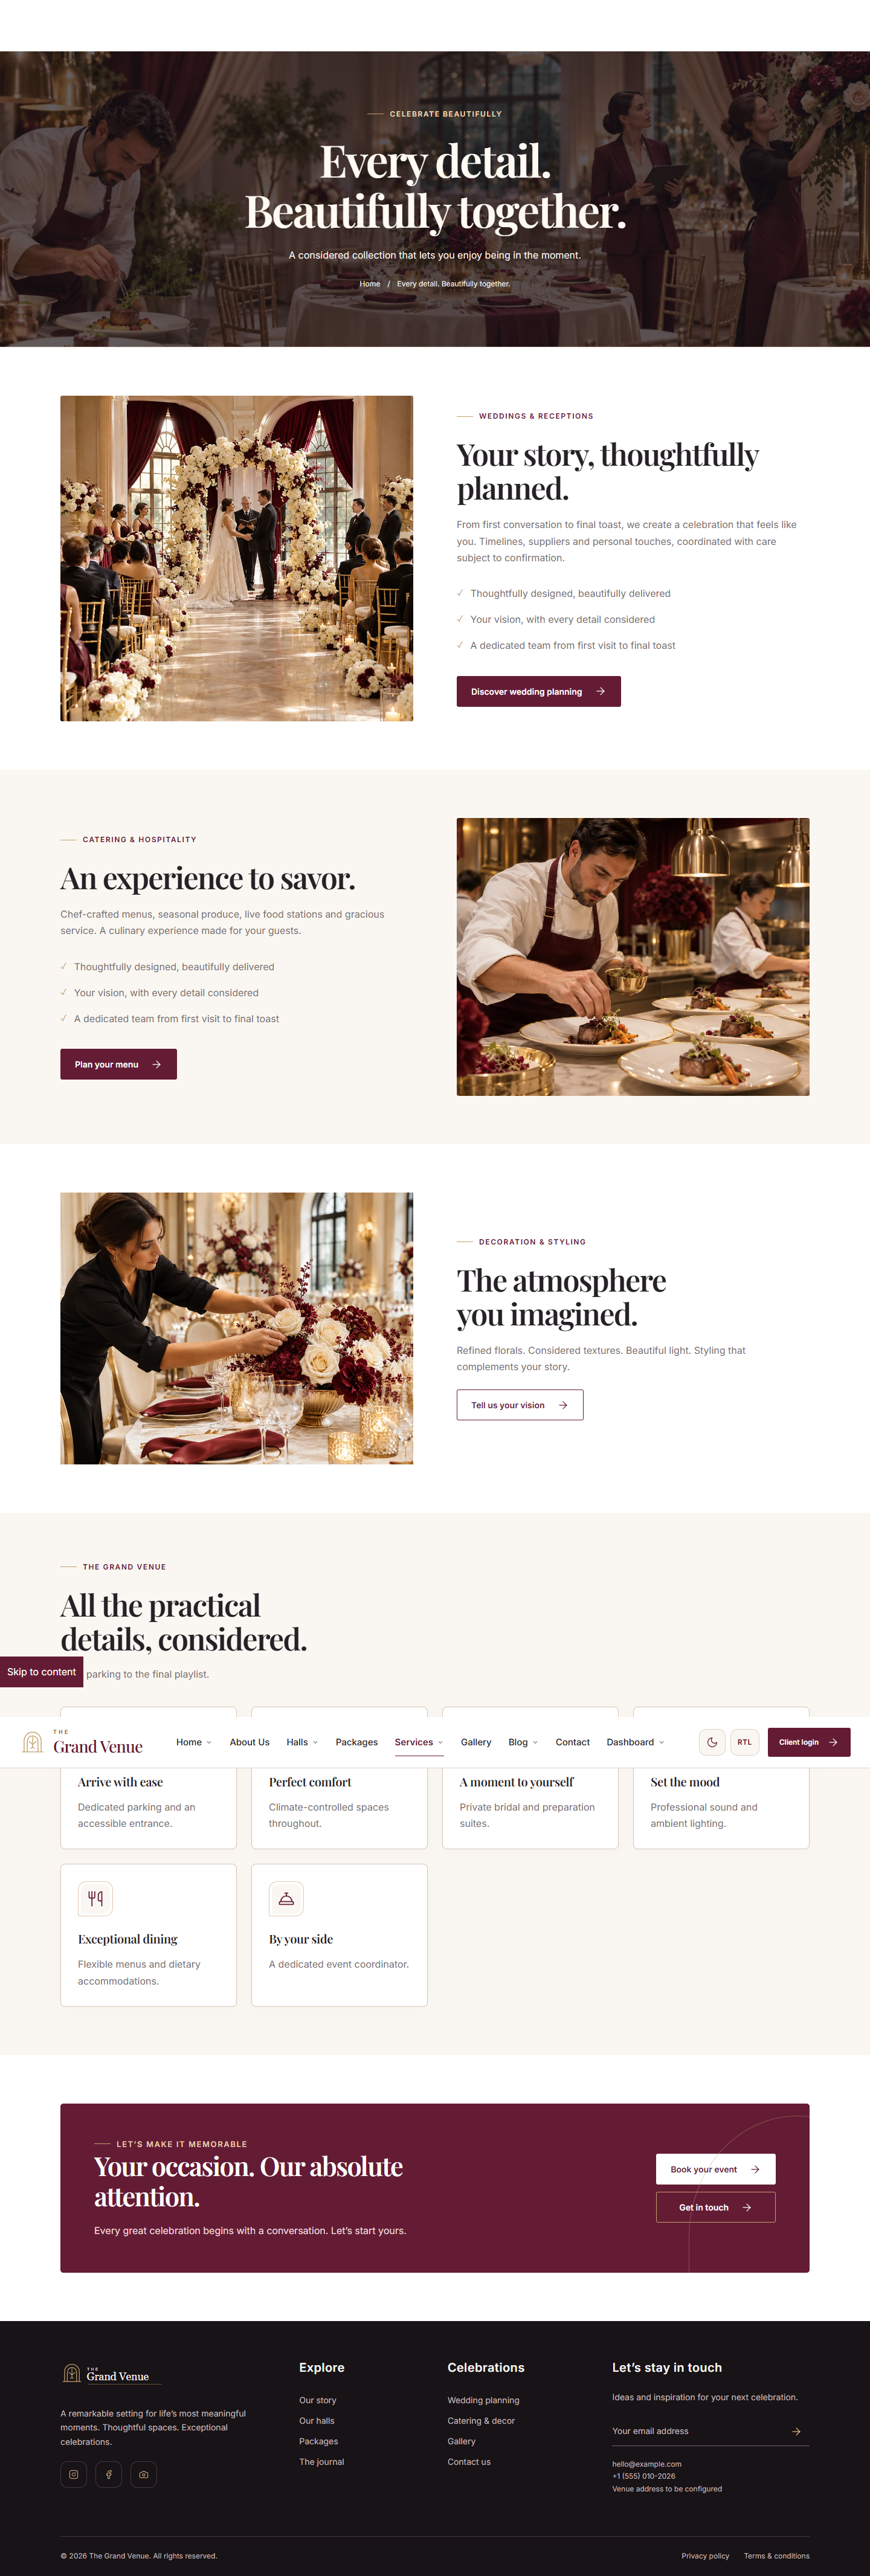 CELEBRATE BEAUTIFULLY
Every detail.
Beautifully together.
A considered collection that lets you enjoy being in the moment.
Home / Every detail. Beautifully together.
WEDDINGS & RECEPTIONS
Your story, thoughtfully
planned.
From first conversation to final toast, we create a celebration that feels like
you. Timelines, suppliers and personal touches, coordinated with care
subject to confirmation.
✓ Thoughtfully designed, beautifully delivered
✓ Your vision, with every detail considered
✓ A dedicated team from first visit to final toast
Discover wedding planning
CATERING & HOSPITALITY
An experience to savor.
Chef-crafted menus, seasonal produce, live food stations and gracious
service. A culinary experience made for your guests.
✓ Thoughtfully designed, beautifully delivered
✓ Your vision, with every detail considered
✓ A dedicated team from first visit to final toast
Plan your menu
DECORATION & STYLING
The atmosphere
you imagined.
Refined florals. Considered textures. Beautiful light. Styling that
complements your story.
Tell us your vision
THE GRAND VENUE
All the practical
details, considered.
Skip to content
parking to the final playlist.
THE
Grand Venue
Home
About Us
Halls
Packages
Services
Gallery
Blog
Contact
Dashboard
RTL
Client login
Arrive with ease
Dedicated parking and an
accessible entrance.
Perfect comfort
Climate-controlled spaces
throughout.
A moment to yourself
Private bridal and preparation
suites.
Set the mood
Professional sound and
ambient lighting.
Exceptional dining
Flexible menus and dietary
accommodations.
By your side
A dedicated event coordinator.
LET'S MAKE IT MEMORABLE
Your occasion. Our absolute
attention.
Every great celebration begins with a conversation. Let's start yours.
Book your event
Get in touch
THE
Grand Venue
A remarkable setting for life's most meaningful
moments. Thoughtful spaces. Exceptional
celebrations.
Explore
Our story
Our halls
Packages
The journal
Celebrations
Wedding planning
Catering & decor
Gallery
Contact us
Let's stay in touch
Ideas and inspiration for your next celebration.
Your email address
hello@example.com
+1 (555) 010-2026
Venue address to be configured
© 2026 The Grand Venue. All rights reserved.
Privacy policy
Terms & conditions